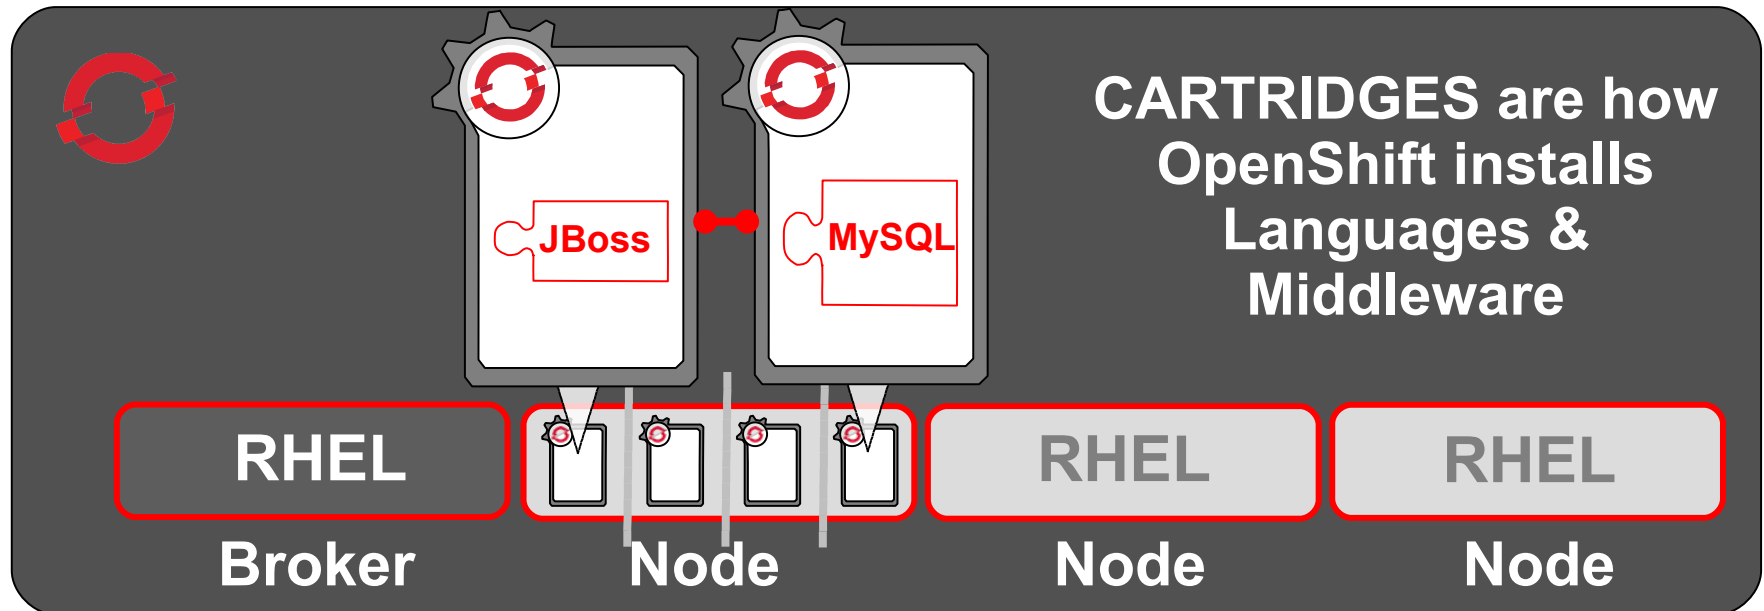 CARTRIDGES are how
OpenShift installs
Languages &
Middleware
JBoss
MySQL
RHEL
RHEL
RHEL
Broker
Node
Node
Node